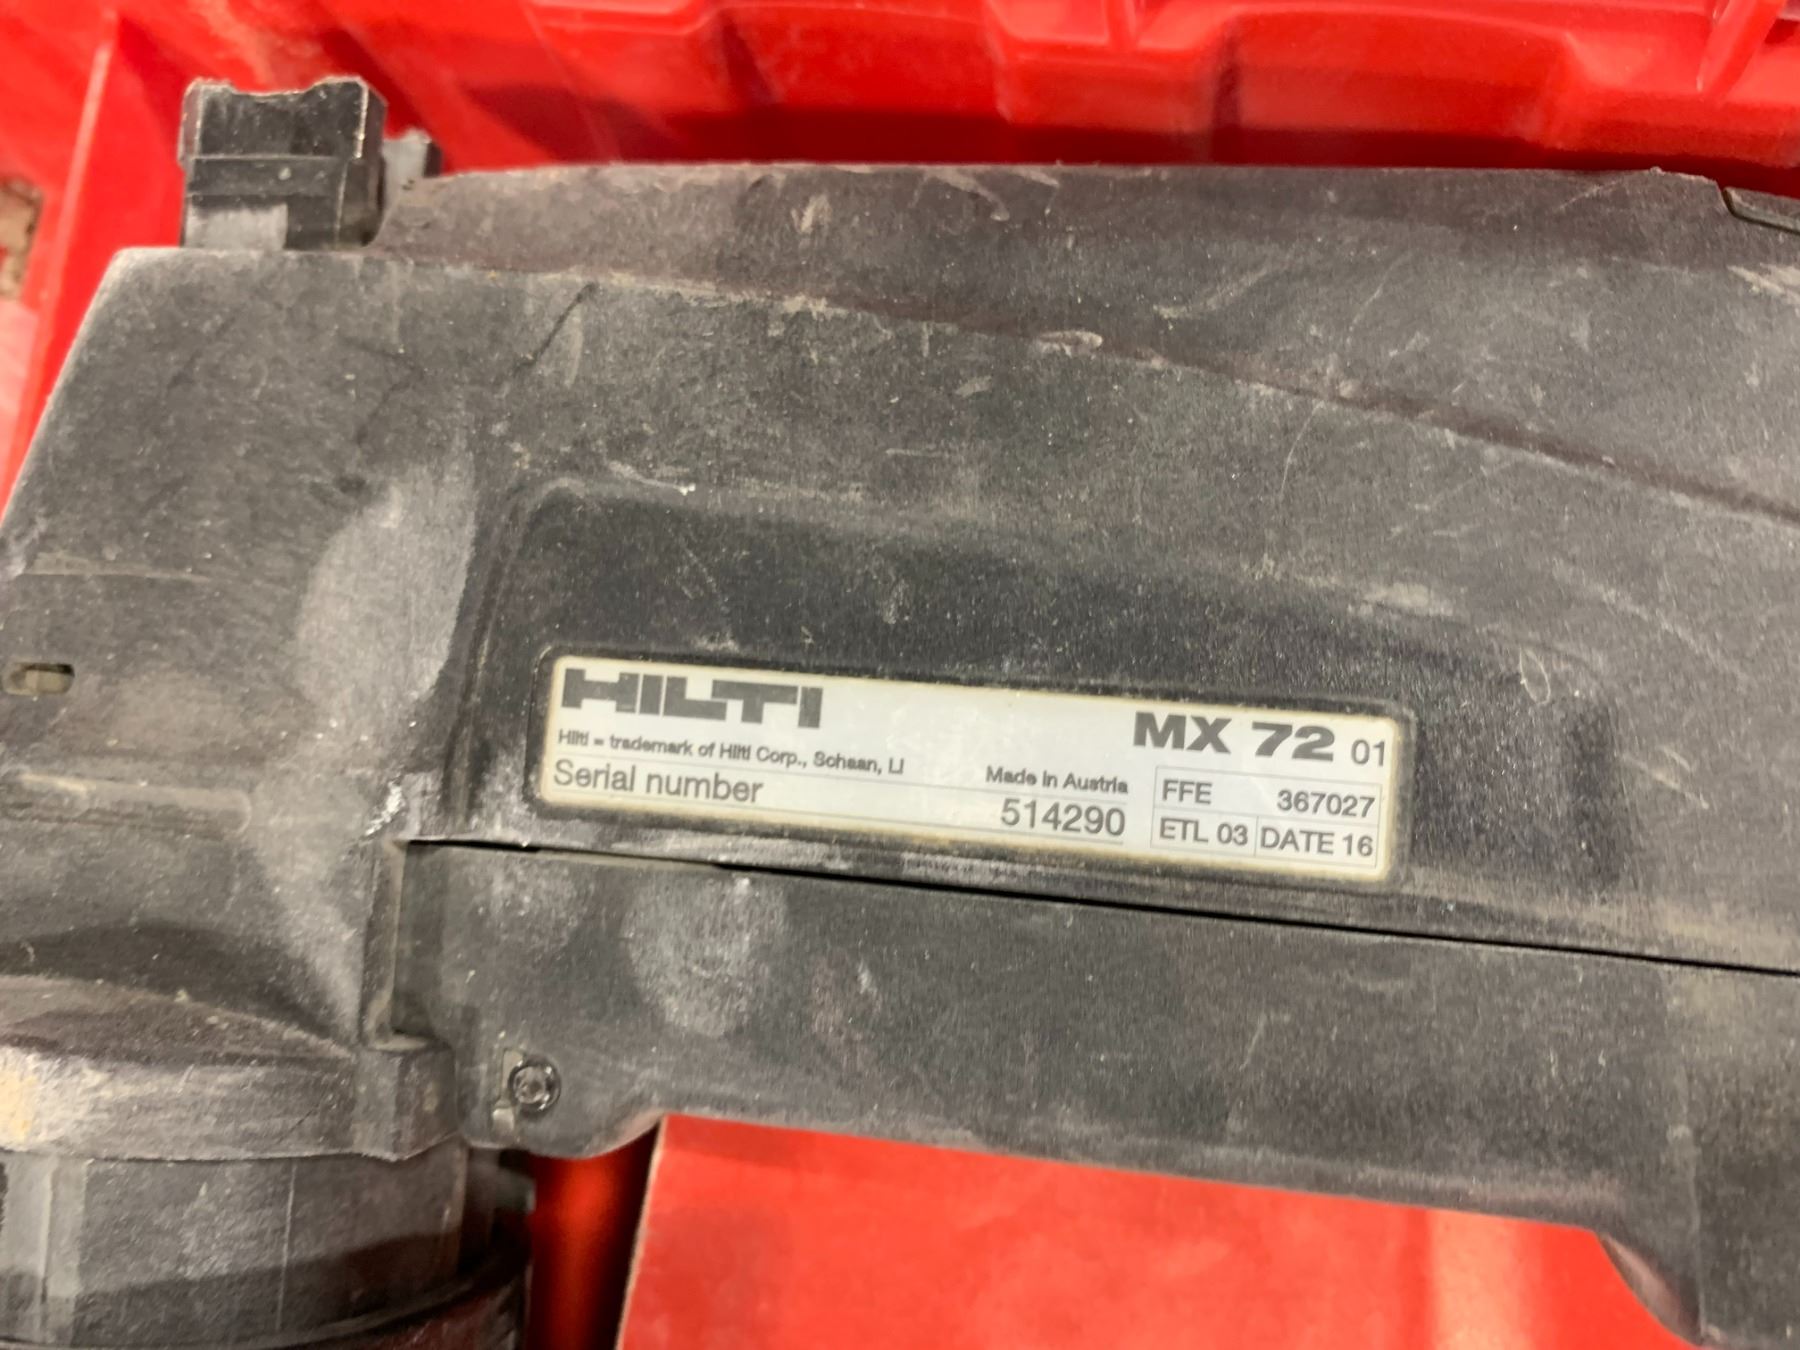 HILTI
MX 72 01
Hilti = trademark of Hilti Corp., Schaan, LI
Made in Austria
Serial number 514290
FFE 367027
ETL 03 DATE 16